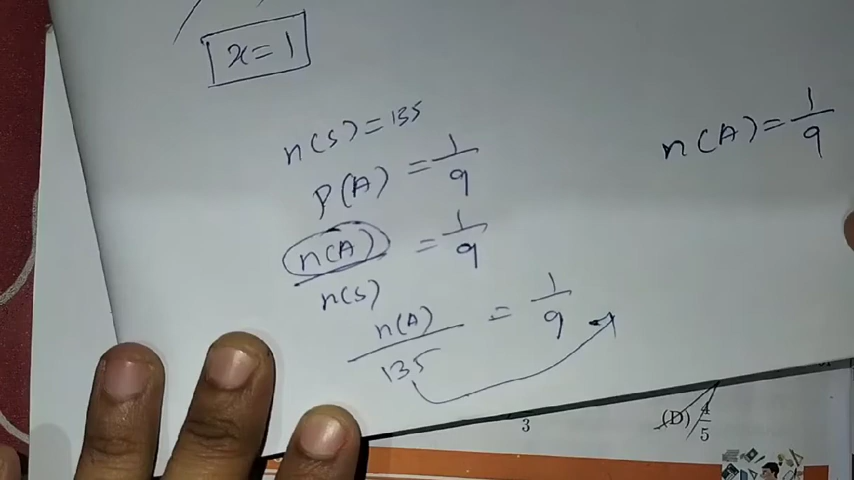 x = 1
n(S) = 135
P(A) = 1/9
n(A)/n(S) = 1/9
n(A)/135 = 1/9
n(A) = 1/9
3
(D) 4/5